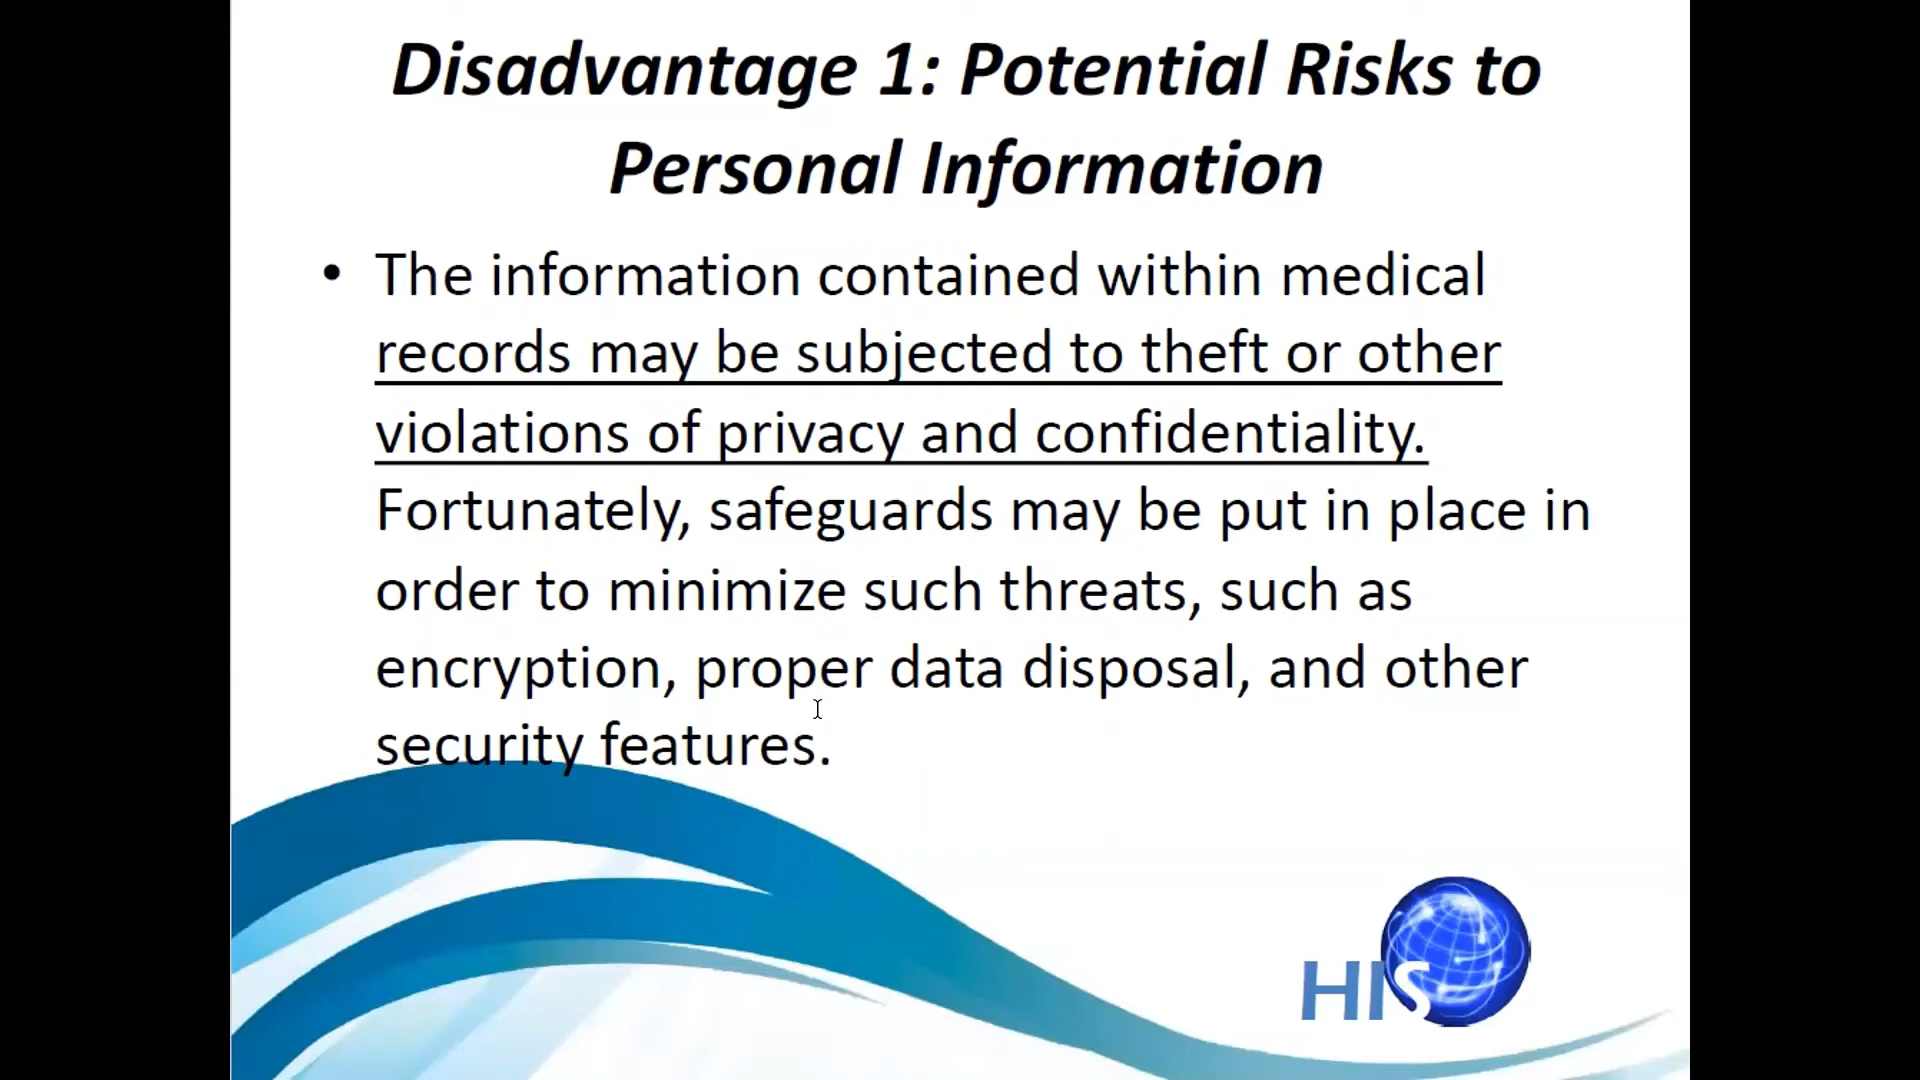 Disadvantage 1: Potential Risks to
Personal Information
• The information contained within medical
records may be subjected to theft or other
violations of privacy and confidentiality.
Fortunately, safeguards may be put in place in
order to minimize such threats, such as
encryption, proper data disposal, and other
security features.
HIS